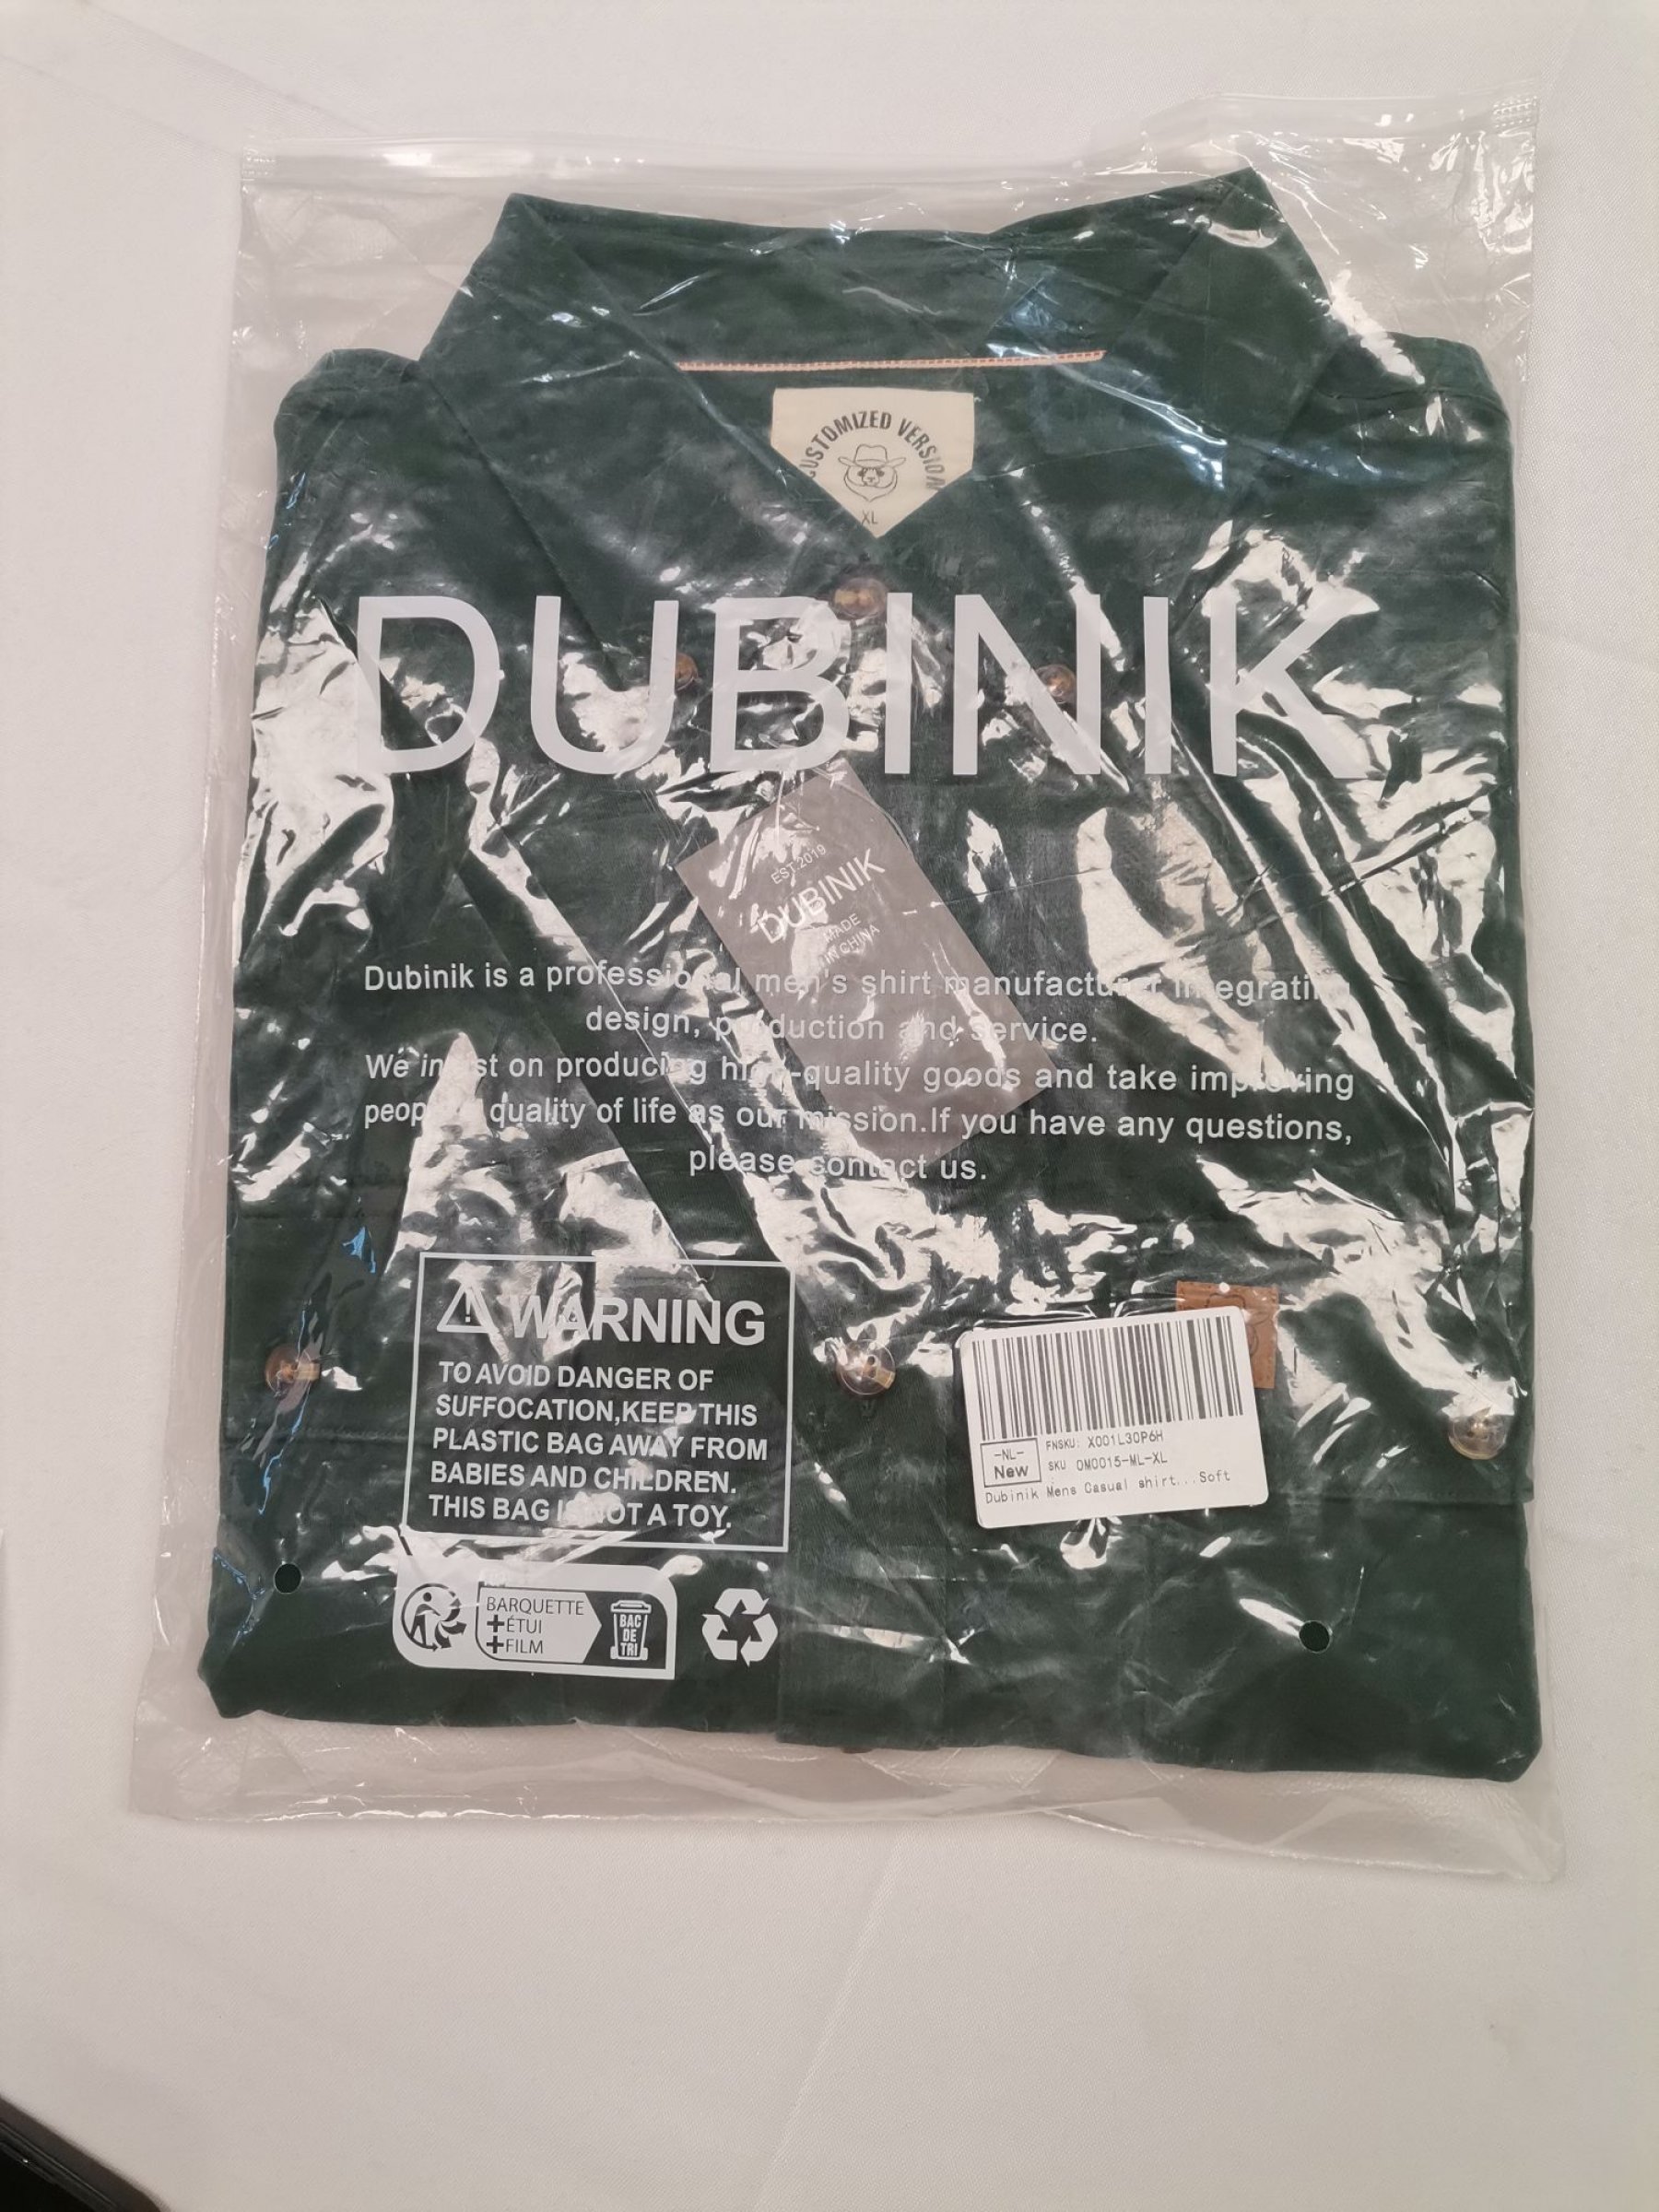 CUSTOMIZED VERSION
XL
DUBINIK
EST.2019
DUBINIK
MADE
IN CHINA
Dubinik is a professional men's shirt manufacturer integrating
design, production and service.
We insist on producing high-quality goods and take improving
people's quality of life as our mission.If you have any questions,
please contact us.
WARNING
TO AVOID DANGER OF
SUFFOCATION,KEEP THIS
PLASTIC BAG AWAY FROM
BABIES AND CHILDREN.
THIS BAG IS NOT A TOY.
-NL-
New
FNSKU: X001L30P6H
SKU OM0015-ML-XL
Dubinik Mens Casual shirt...Soft
BARQUETTE
+ÉTUI
+FILM
BAC
DE
TRI